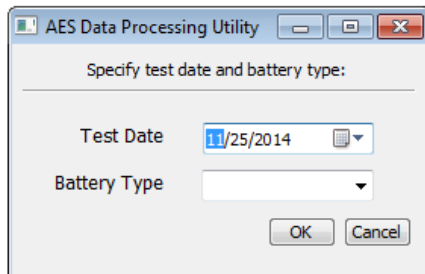 AES Data Processing Utility
Specify test date and battery type:
Test Date 11/25/2014
Battery Type
OK Cancel